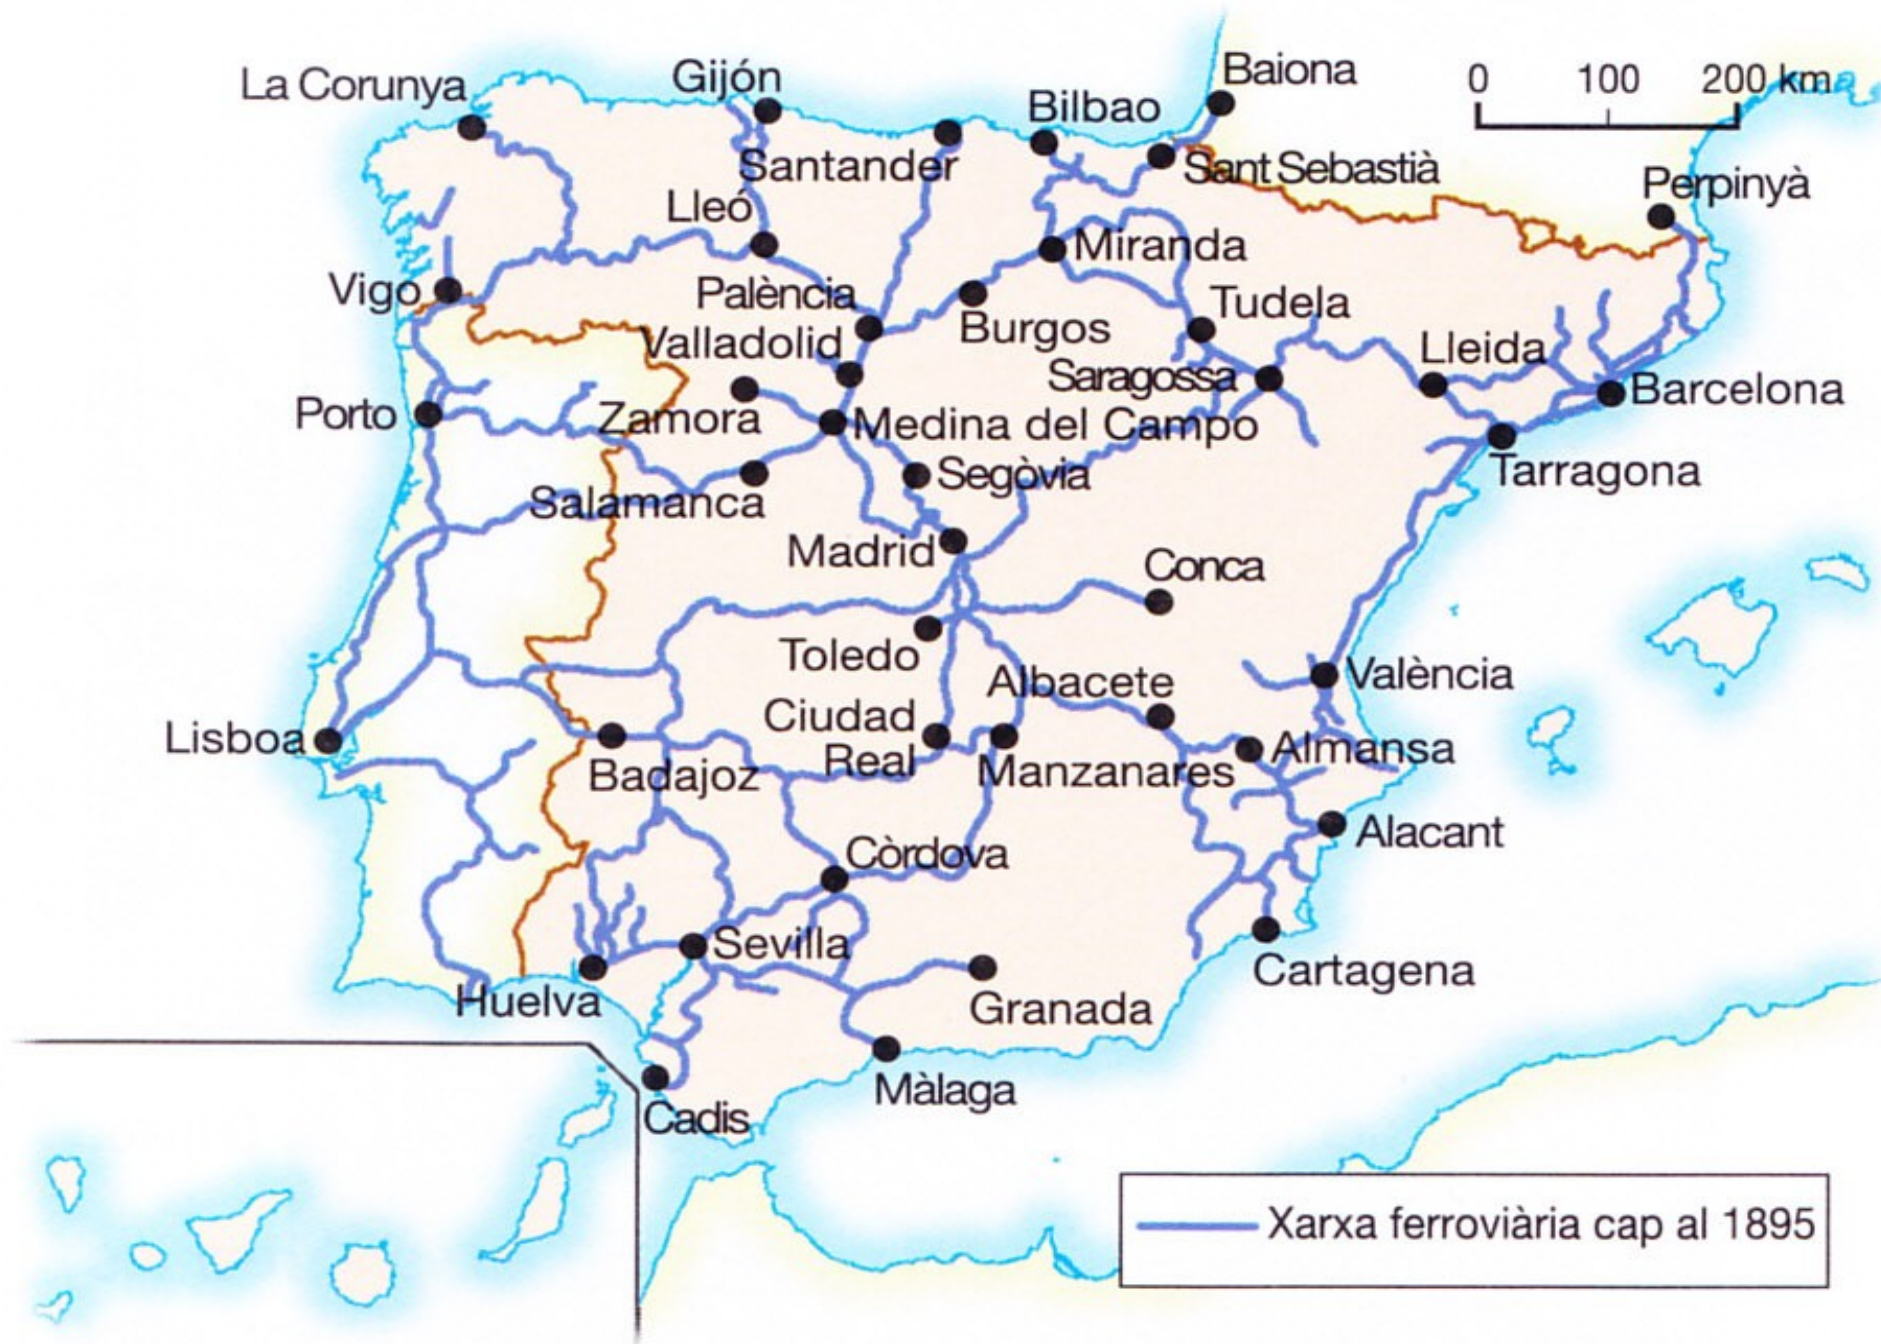 La Corunya
Gijón
Santander
Bilbao
Baiona
0 100 200 km
Sant Sebastià
Perpinyà
Lleó
Miranda
Vigo
Palència
Burgos
Tudela
Valladolid
Lleida
Saragossa
Barcelona
Porto
Zamora
Medina del Campo
Segòvia
Tarragona
Salamanca
Madrid
Conca
Toledo
Albacete
València
Lisboa
Ciudad
Real
Badajoz
Manzanares
Almansa
Alacant
Còrdova
Sevilla
Cartagena
Huelva
Granada
Màlaga
Cadis
Xarxa ferroviària cap al 1895